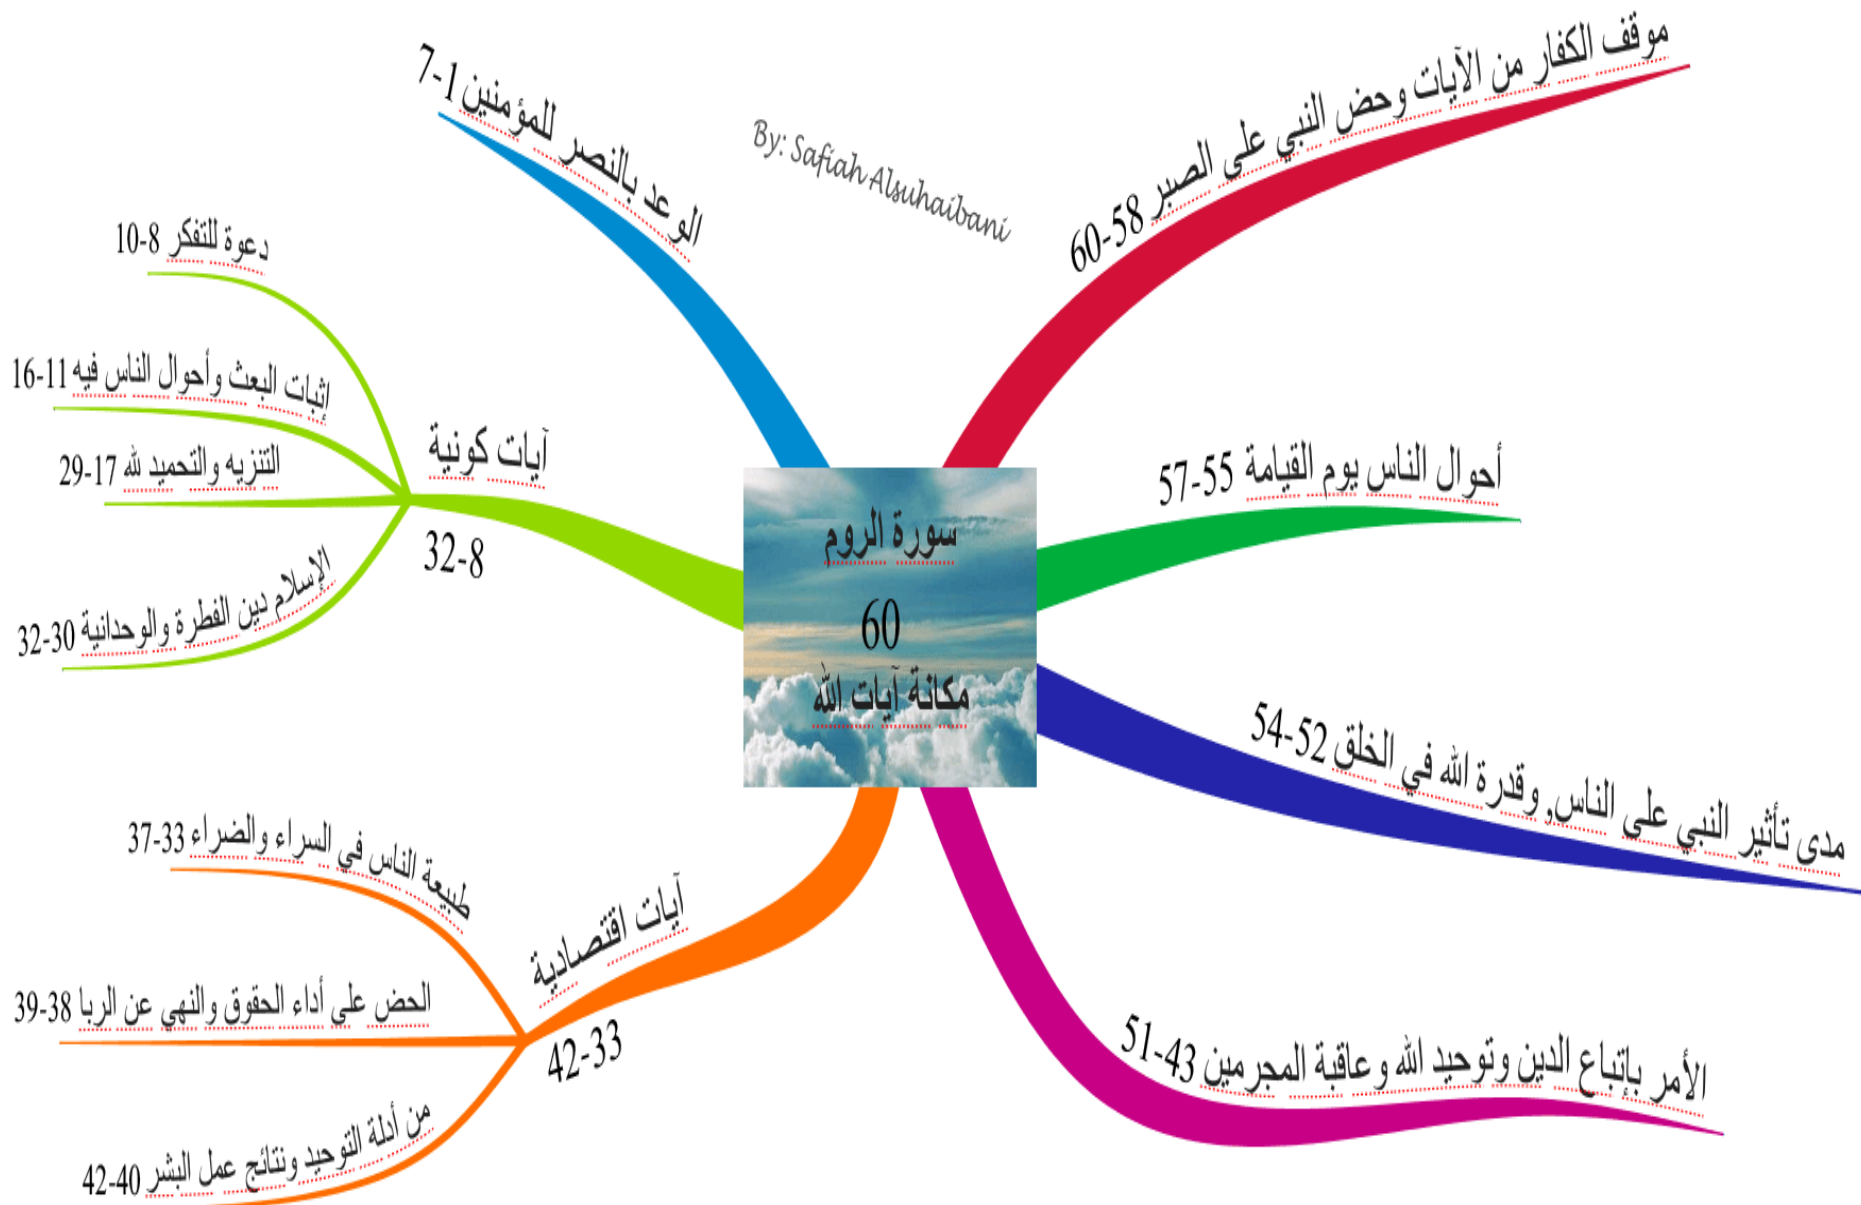 سورة الروم
60
مكانة آيات الله
By: Safiah Alsuhaibani
الوعد بالنصر للمؤمنين 1-7
آيات كونية
8-32
دعوة للتفكر 8-10
إثبات البعث وأحوال الناس فيه 11-16
التنزيه والتحميد لله 17-29
الإسلام دين الفطرة والوحدانية 30-32
آيات اقتصادية
33-42
طبيعة الناس في السراء والضراء 33-37
الحض على أداء الحقوق والنهي عن الربا 38-39
من أدلة التوحيد ونتائج عمل البشر 40-42
الأمر بإتباع الدين وتوحيد الله وعاقبة المجرمين 43-51
مدى تأثير النبي على الناس, وقدرة الله في الخلق 52-54
أحوال الناس يوم القيامة 55-57
موقف الكفار من الآيات وحض النبي على الصبر 58-60